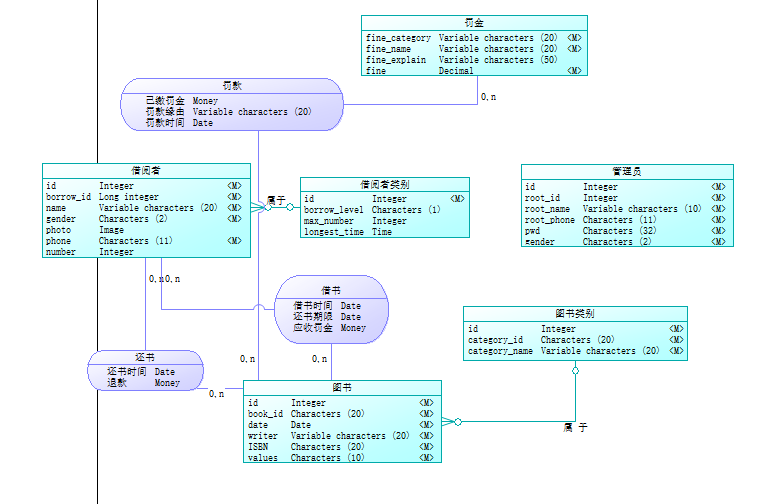 罚金
fine_category Variable characters (20) <M>
fine_name Variable characters (20) <M>
fine_explain Variable characters (50)
fine Decimal <M>
0,n
罚款
已缴罚金 Money
罚款缘由 Variable characters (20)
罚款时间 Date
借阅者
id Integer <M>
borrow_id Long integer <M>
name Variable characters (20) <M>
gender Characters (2) <M>
photo Image
phone Characters (11) <M>
number Integer
属于
借阅者类别
id Integer <M>
borrow_level Characters (1)
max_number Integer
longest_time Time
管理员
id Integer <M>
root_id Integer <M>
root_name Variable characters (10) <M>
root_phone Characters (11) <M>
pwd Characters (32) <M>
gender Characters (2) <M>
0,n
0,n
借书
借书时间 Date
还书期限 Date
应收罚金 Money
图书类别
id Integer <M>
category_id Characters (20) <M>
category_name Variable characters (20) <M>
还书
还书时间 Date
退款 Money
0,n
0,n
0,n
图书
id Integer <M>
book_id Characters (20) <M>
date Date <M>
writer Variable characters (20) <M>
ISBN Characters (20) <M>
values Characters (10) <M>
属 于